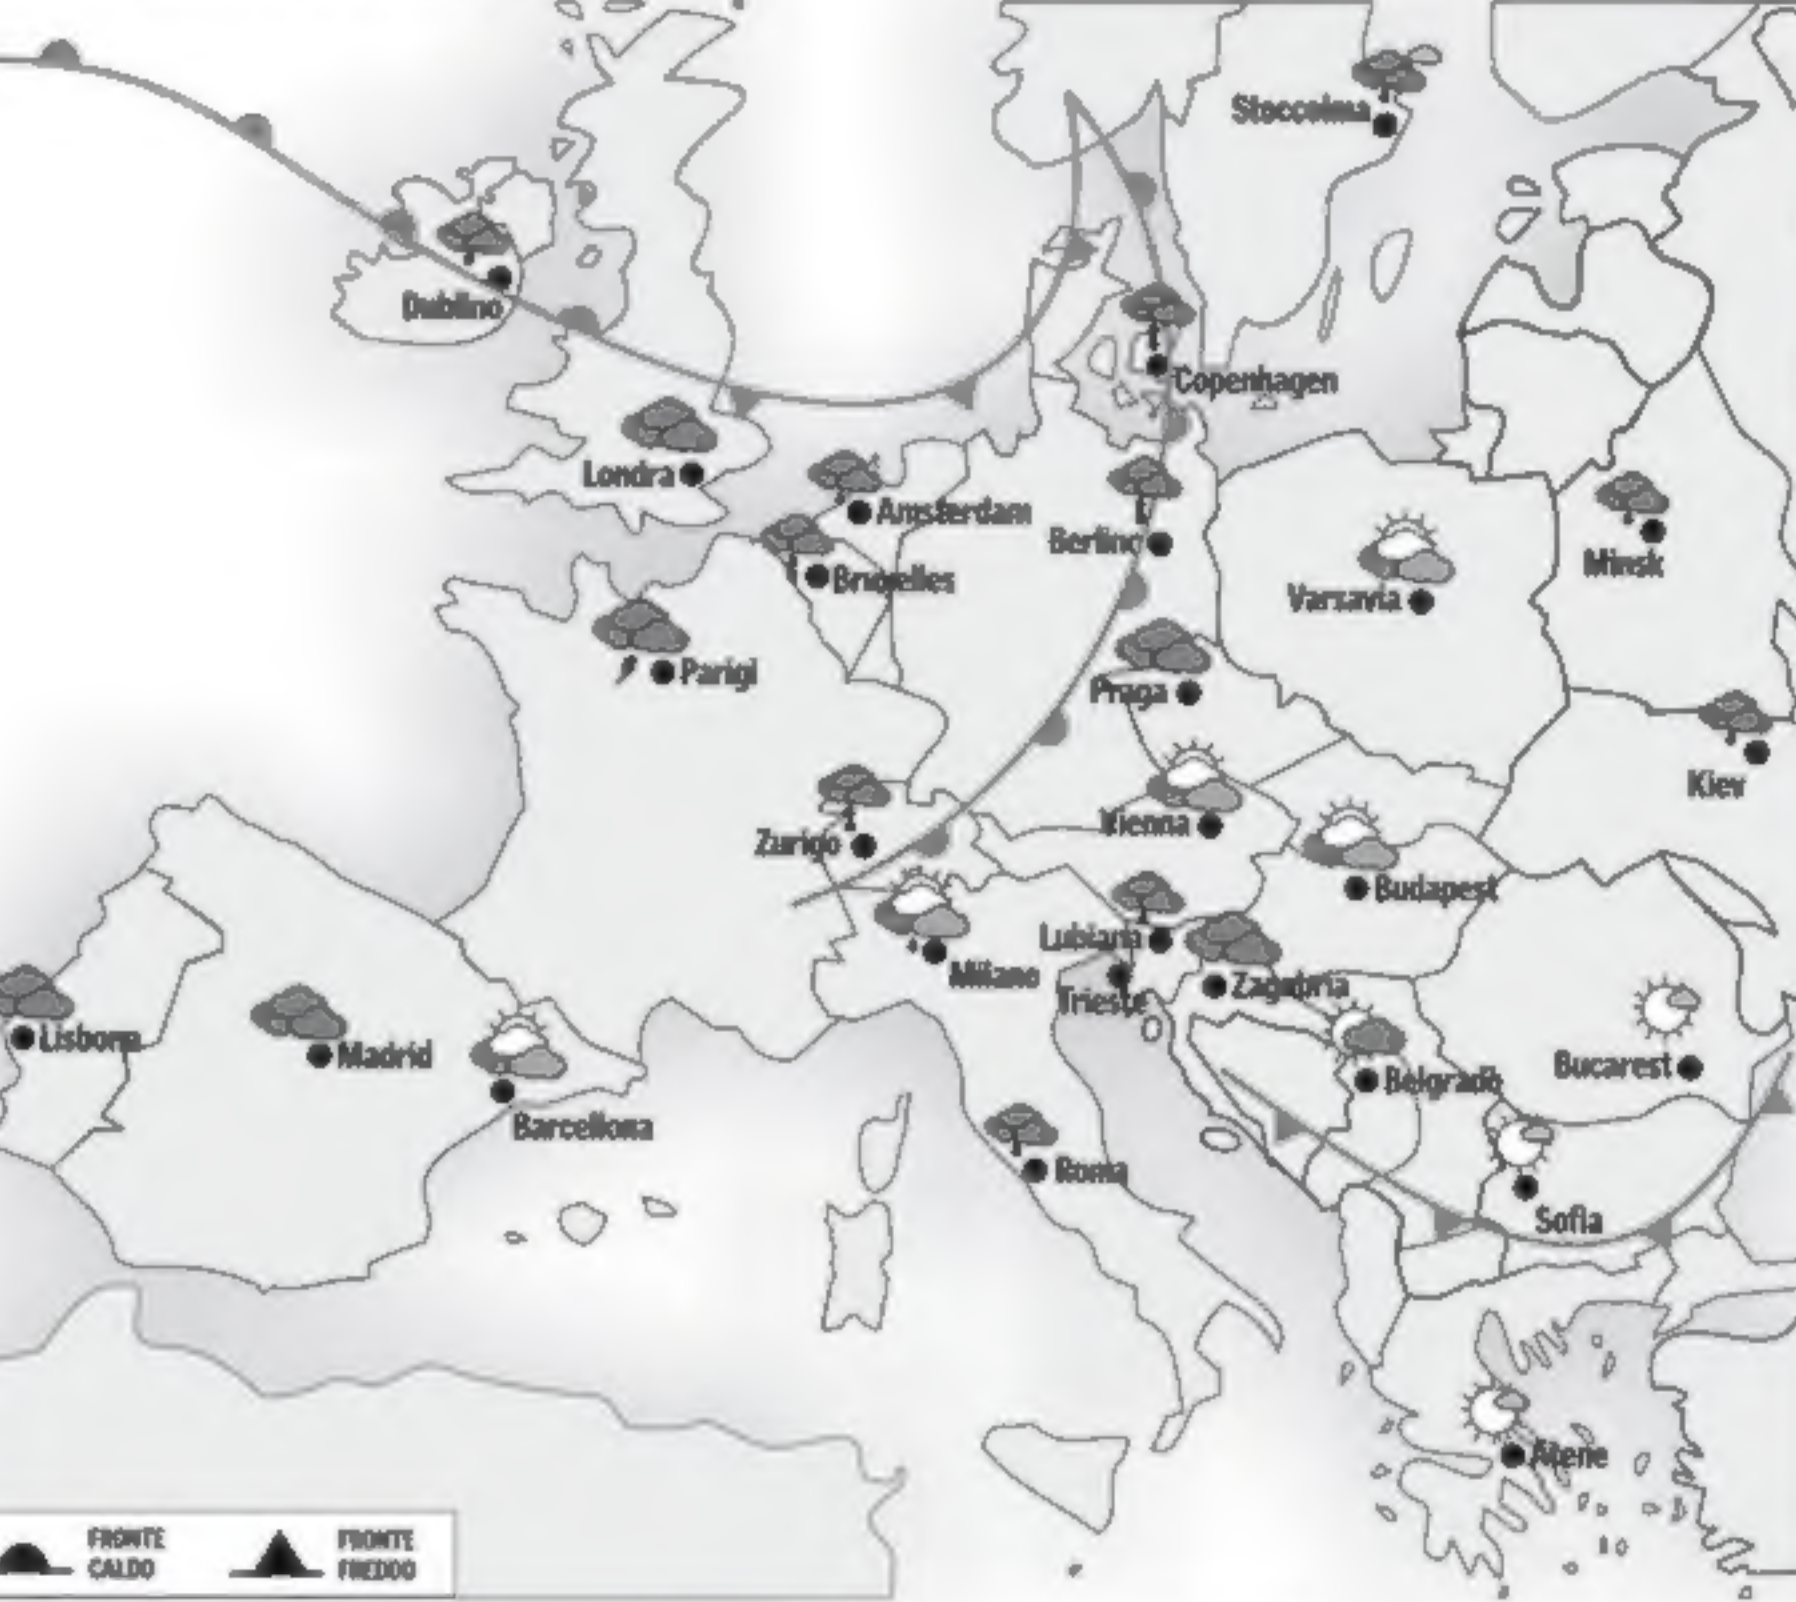 Stoccolma
Dublino
Copenhagen
Londra
Amsterdam
Berlino
Bruxelles
Varsavia
Minsk
Parigi
Praga
Kiev
Zurigo
Vienna
Budapest
Lubiana
Milano
Trieste
Zagabria
Lisbona
Madrid
Belgrado
Bucarest
Barcellona
Roma
Sofia
Atene
FRONTE
CALDO
FRONTE
FREDDO